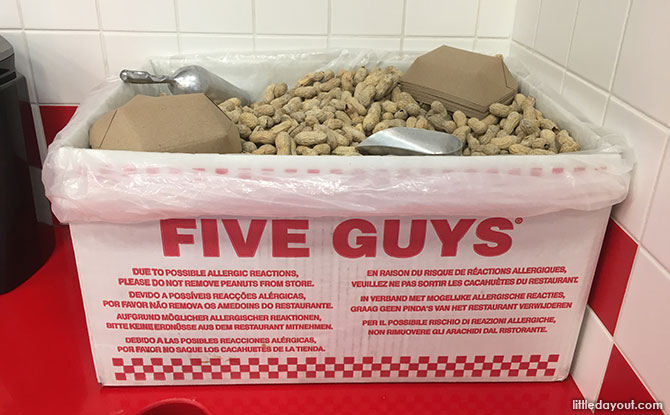 FIVE GUYS®
DUE TO POSSIBLE ALLERGIC REACTIONS,
PLEASE DO NOT REMOVE PEANUTS FROM STORE.
DEVIDO A POSSÍVEIS REACÇÕES ALÉRGICAS,
POR FAVOR NÃO REMOVA OS AMEDOINS DO RESTAURANTE.
AUFGRUND MÖGLICHER ALLERGISCHER REAKTIONEN,
BITTE KEINE ERDNÜSSE AUS DEM RESTAURANT MITNEHMEN.
DEBIDO A LAS POSIBLES REACCIONES ALÉRGICAS,
POR FAVOR NO SAQUE LOS CACAHUETES DE LA TIENDA.
EN RAISON DU RISQUE DE RÉACTIONS ALLERGIQUES,
VEUILLEZ NE PAS SORTIR LES CACAHUÈTES DU RESTAURANT.
IN VERBAND MET MOGELIJKE ALLERGISCHE REACTIES,
GRAAG GEEN PINDA'S VAN HET RESTAURANT VERWIJDEREN
PER IL POSSIBILE RISCHIO DI REAZIONI ALLERGICHE,
NON RIMUOVERE GLI ARACHIDI DAL RISTORANTE.
littledayout.com